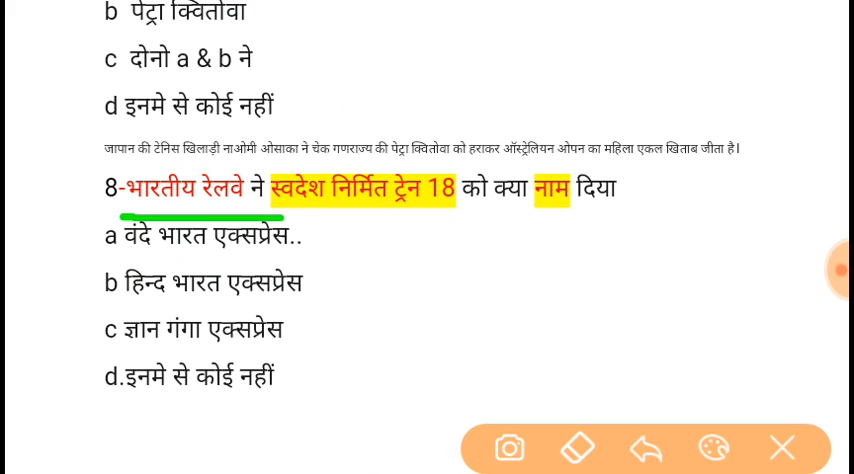 b पेट्रा क्वितोवा
c दोनो a & b ने
d इनमे से कोई नहीं
जापान की टेनिस खिलाड़ी नाओमी ओसाका ने चेक गणराज्य की पेट्रा क्वितोवा को हराकर ऑस्ट्रेलियन ओपन का महिला एकल खिताब जीता है।
8-भारतीय रेलवे ने स्वदेश निर्मित ट्रेन 18 को क्या नाम दिया
a वंदे भारत एक्सप्रेस..
b हिन्द भारत एक्सप्रेस
c ज्ञान गंगा एक्सप्रेस
d.इनमे से कोई नहीं